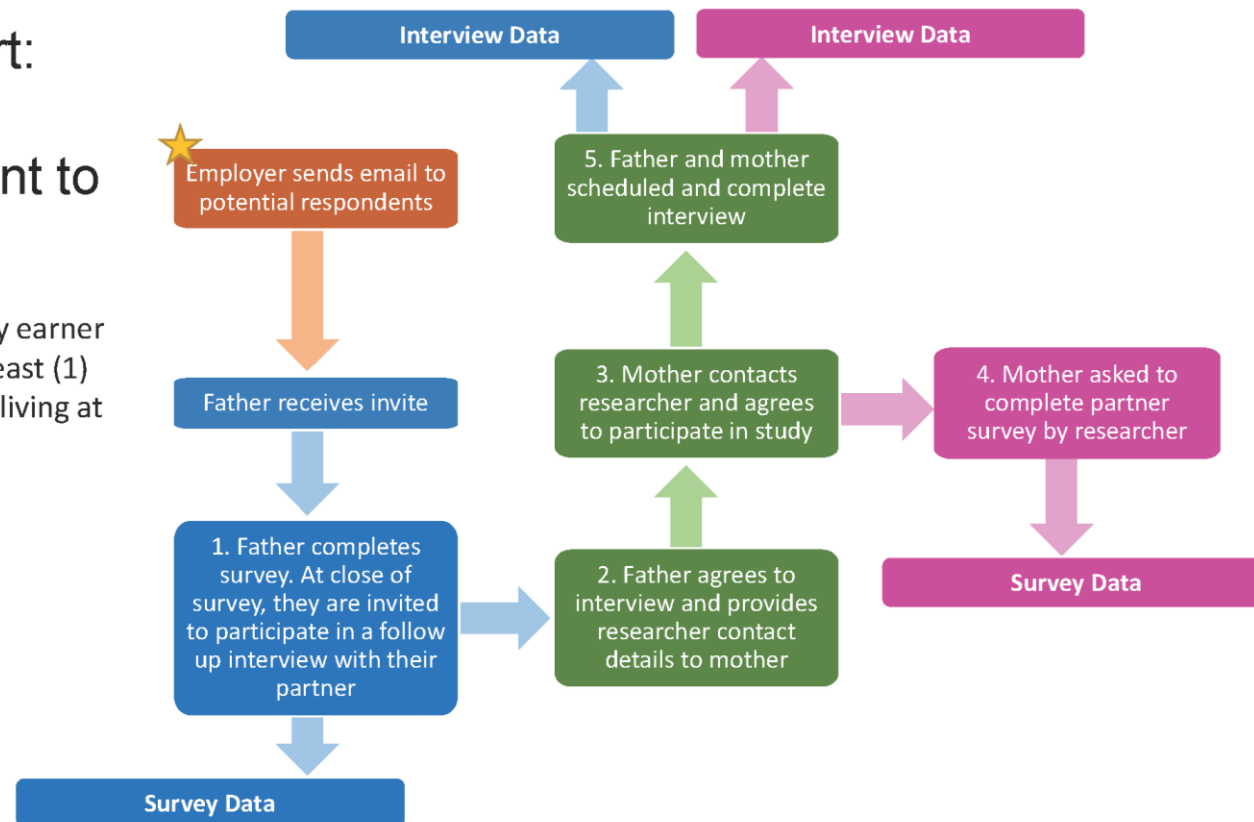 rt:
nt to
y earner
east (1)
living at
Interview Data
Interview Data
Employer sends email to
potential respondents
5. Father and mother
scheduled and complete
interview
Father receives invite
3. Mother contacts
researcher and agrees
to participate in study
4. Mother asked to
complete partner
survey by researcher
1. Father completes
survey. At close of
survey, they are invited
to participate in a follow
up interview with their
partner
2. Father agrees to
interview and provides
researcher contact
details to mother
Survey Data
Survey Data